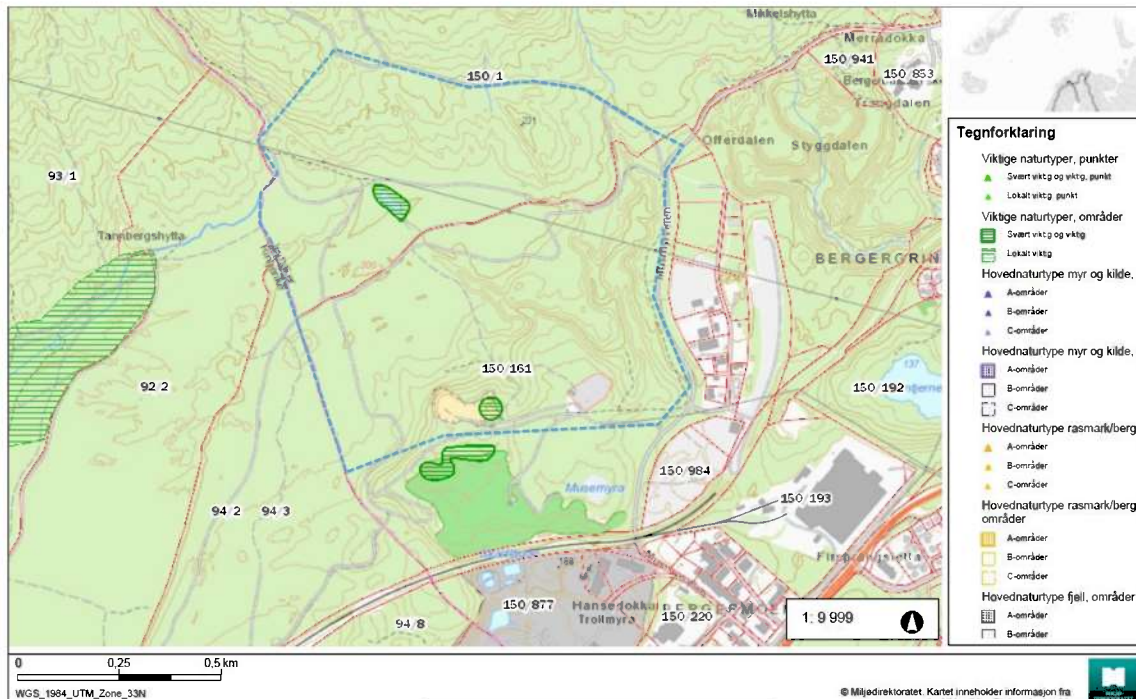 Mikkelshytta
Merradokka
150/941
150/853
150/1
221
Offerdalen
Styggdalen
93/1
Tannbergshytta
BERGERGRIN
150/161
150/192
137
92/2
150/984
Musemyra
150/193
94/2
94/3
150/877
Hansedokka
Trollmyra
150/220
94/8
1: 9 999
0
0,25
0,5 km
WGS_1984_UTM_Zone_33N
Tegnforklaring
Viktige naturtyper, punkter
Svært viktig og viktig, punkt
Lokalt viktig, punkt
Viktige naturtyper, områder
Svært viktig og viktig
Lokalt viktig
Hovednaturtype myr og kilde,
A-områder
B-områder
C-områder
Hovednaturtype myr og kilde,
A-områder
B-områder
C-områder
Hovednaturtype rasmark/berg
A-områder
B-områder
C-områder
Hovednaturtype rasmark/berg
områder
A-områder
B-områder
C-områder
Hovednaturtype fjell, områder
A-områder
B-områder
© Miljødirektoratet. Kartet inneholder informasjon fra